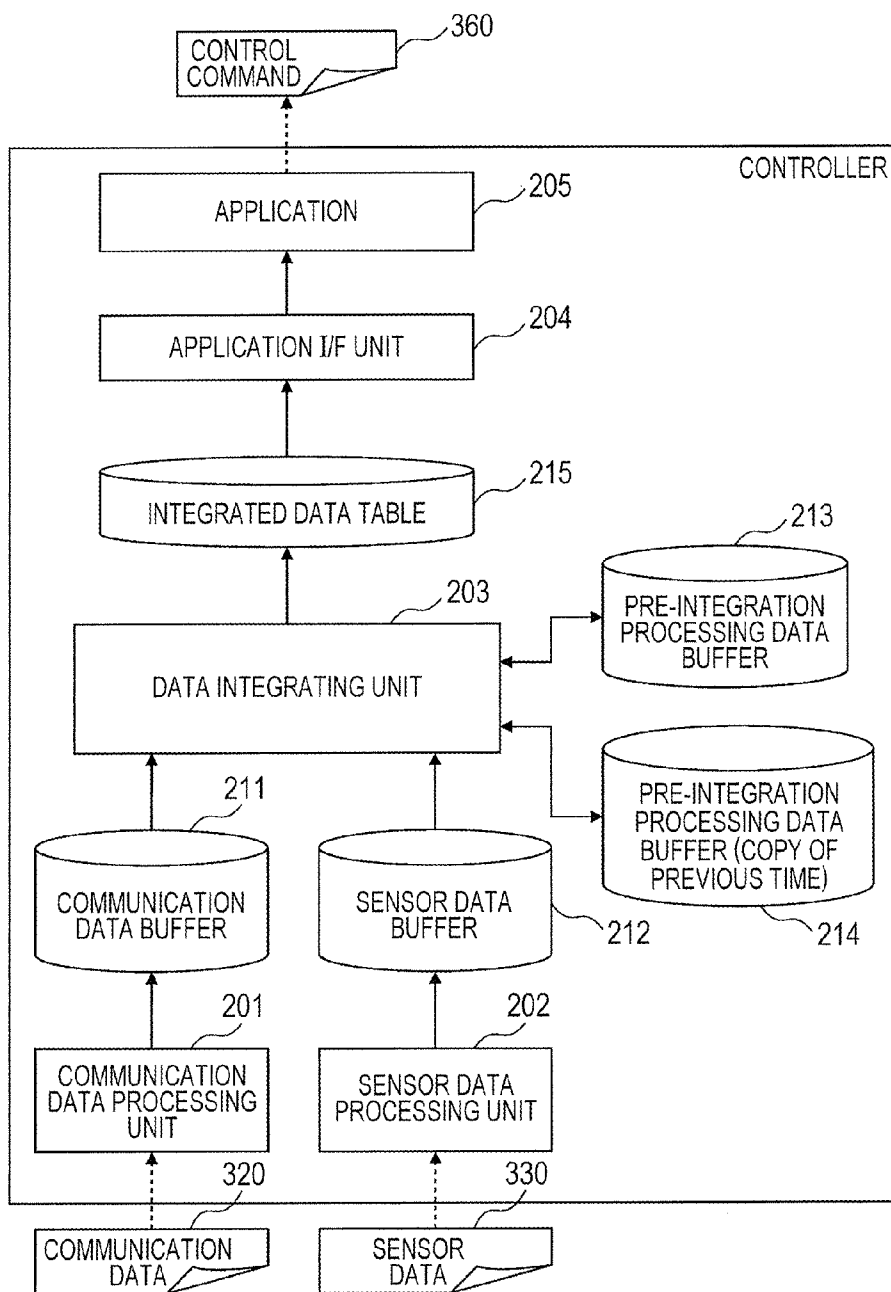 360
CONTROL
COMMAND
CONTROLLER
205
APPLICATION
204
APPLICATION I/F UNIT
215
INTEGRATED DATA TABLE
213
PRE-INTEGRATION
PROCESSING DATA
BUFFER
203
DATA INTEGRATING UNIT
PRE-INTEGRATION
PROCESSING DATA
BUFFER (COPY OF
PREVIOUS TIME)
214
211
COMMUNICATION
DATA BUFFER
SENSOR DATA
BUFFER
212
201
COMMUNICATION
DATA PROCESSING
UNIT
202
SENSOR DATA
PROCESSING UNIT
320
COMMUNICATION
DATA
330
SENSOR
DATA